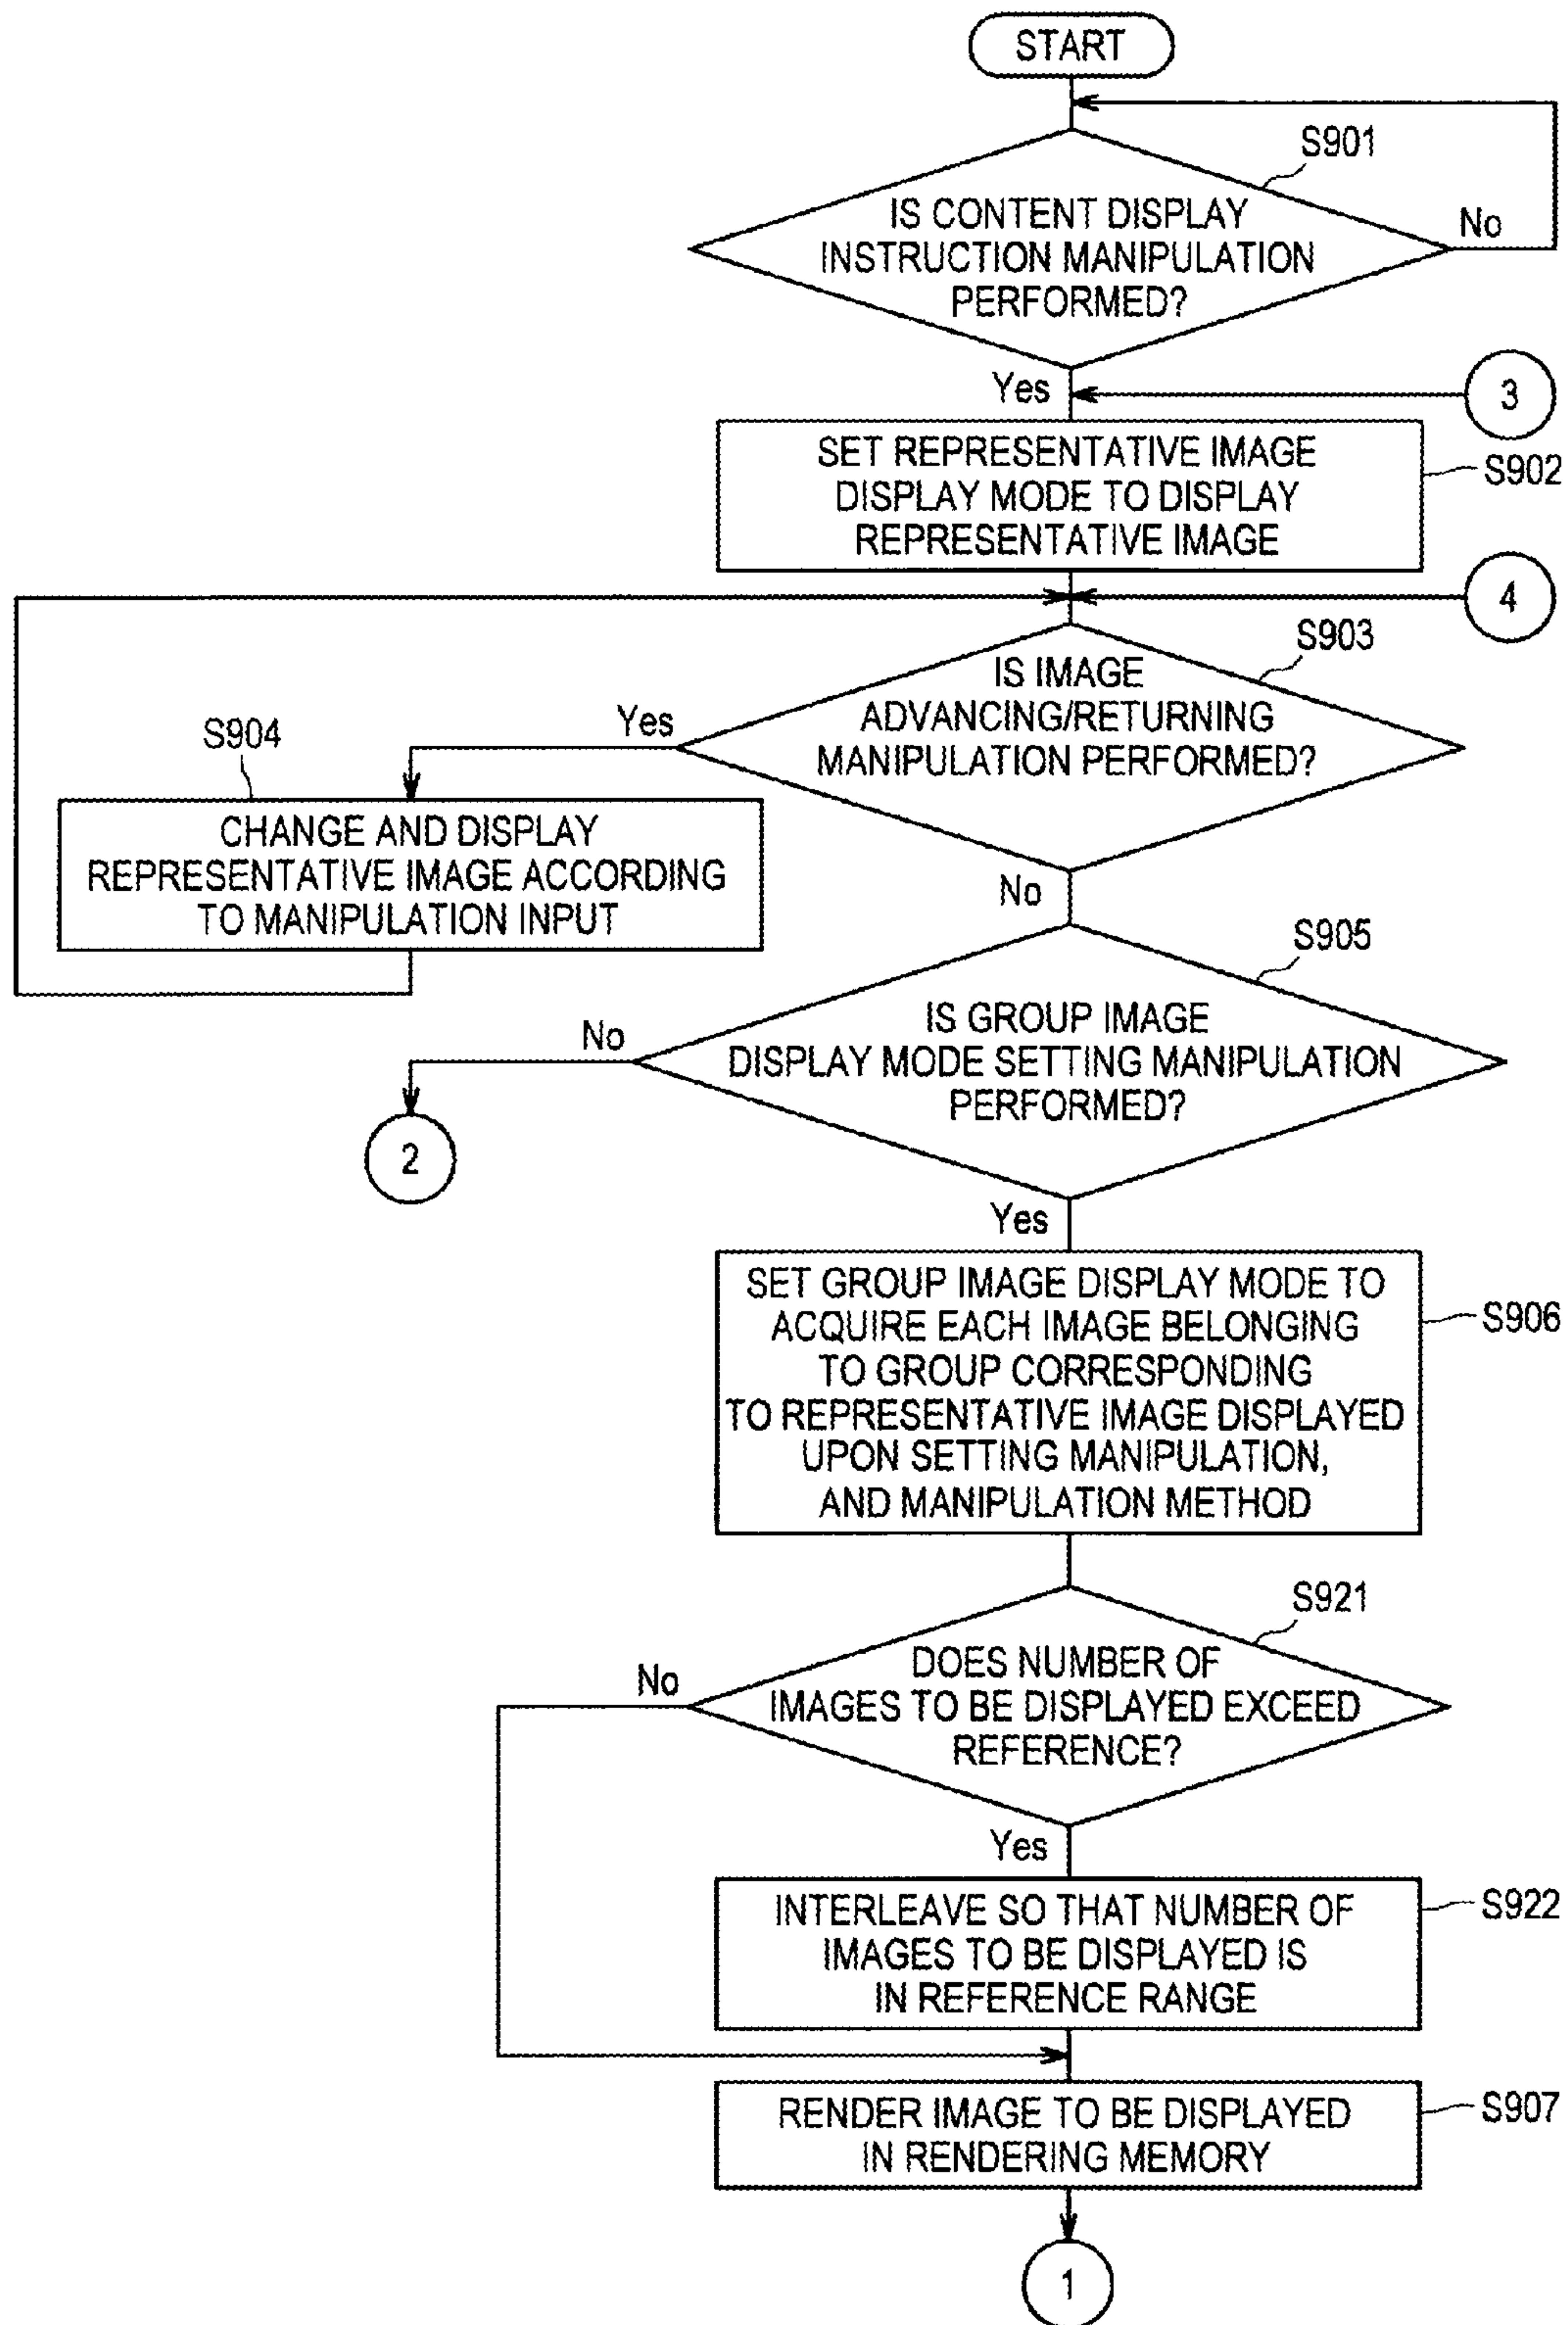 START
S901
IS CONTENT DISPLAY
INSTRUCTION MANIPULATION
PERFORMED?
No
Yes
3
SET REPRESENTATIVE IMAGE
DISPLAY MODE TO DISPLAY
REPRESENTATIVE IMAGE
S902
4
S903
IS IMAGE
ADVANCING/RETURNING
MANIPULATION PERFORMED?
Yes
S904
CHANGE AND DISPLAY
REPRESENTATIVE IMAGE ACCORDING
TO MANIPULATION INPUT
No
S905
IS GROUP IMAGE
DISPLAY MODE SETTING MANIPULATION
PERFORMED?
No
2
Yes
SET GROUP IMAGE DISPLAY MODE TO
ACQUIRE EACH IMAGE BELONGING
TO GROUP CORRESPONDING
TO REPRESENTATIVE IMAGE DISPLAYED
UPON SETTING MANIPULATION,
AND MANIPULATION METHOD
S906
S921
DOES NUMBER OF
IMAGES TO BE DISPLAYED EXCEED
REFERENCE?
No
Yes
INTERLEAVE SO THAT NUMBER OF
IMAGES TO BE DISPLAYED IS
IN REFERENCE RANGE
S922
RENDER IMAGE TO BE DISPLAYED
IN RENDERING MEMORY
S907
1